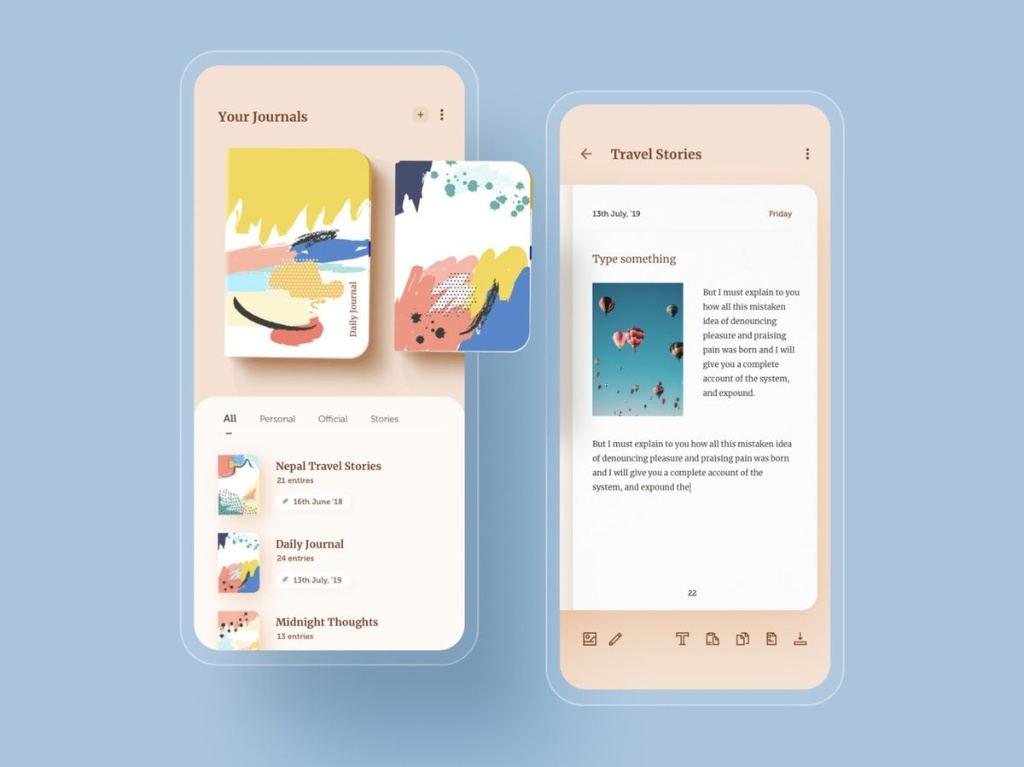 Your Journals
+
Daily Journal
All Personal Official Stories
Nepal Travel Stories
21 entires
16th June '18
Daily Journal
24 entries
13th July, '19
Midnight Thoughts
13 entries
Travel Stories
13th July, '19 Friday
Type something
But I must explain to you
how all this mistaken
idea of denouncing
pleasure and praising
pain was born and I will
give you a complete
account of the system,
and expound.
But I must explain to you how all this mistaken idea
of denouncing pleasure and praising pain was born
and I will give you a complete account of the
system, and expound the
22
T